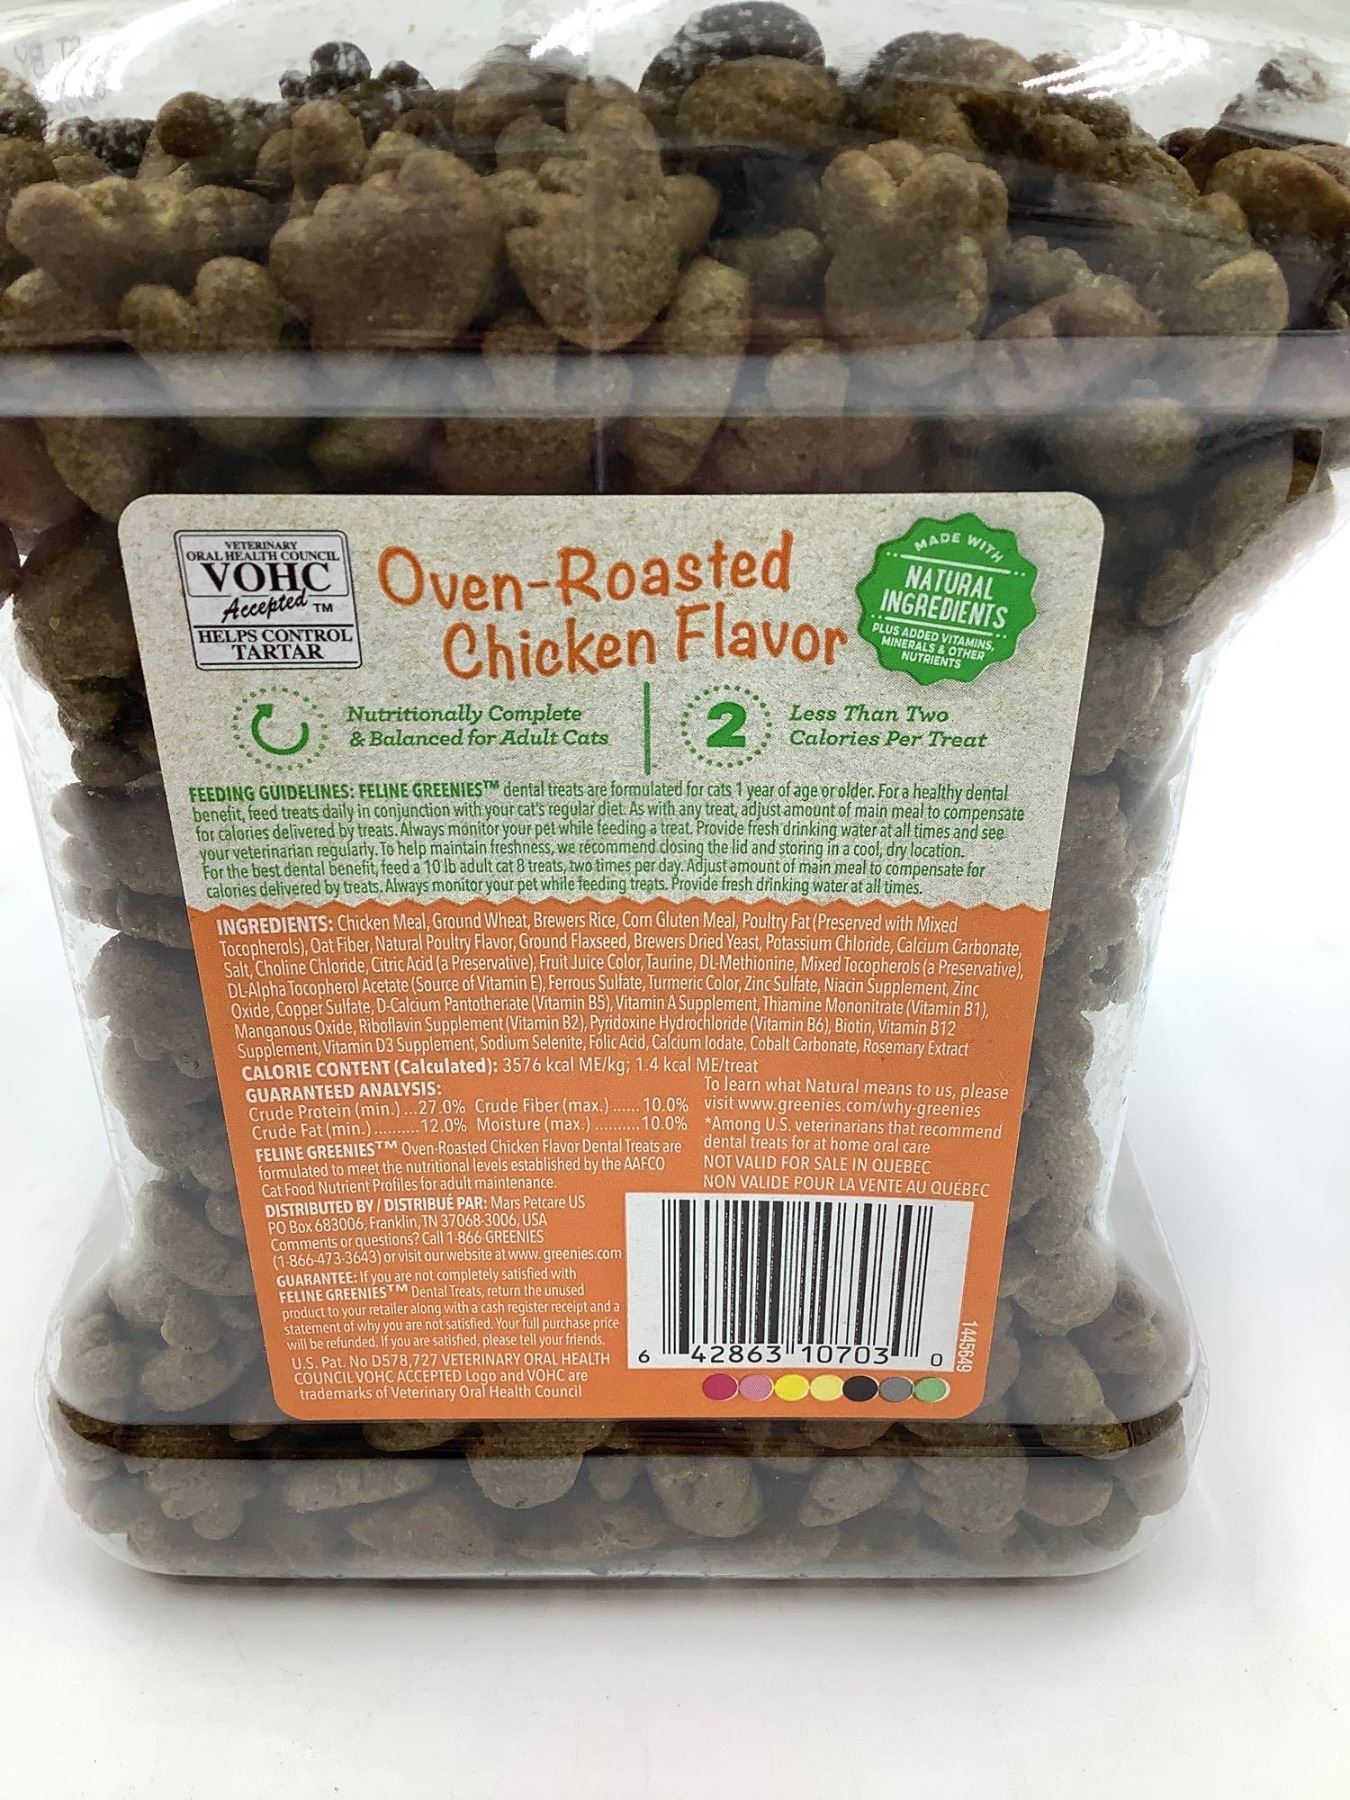 VETERINARY
ORAL HEALTH COUNCIL
VOHC
Accepted TM
HELPS CONTROL
TARTAR
Oven-Roasted
Chicken Flavor
MADE WITH
NATURAL
INGREDIENTS
PLUS ADDED VITAMINS,
MINERALS & OTHER
NUTRIENTS
Nutritionally Complete
& Balanced for Adult Cats
2
Less Than Two
Calories Per Treat
FEEDING GUIDELINES: FELINE GREENIES™ dental treats are formulated for cats 1 year of age or older. For a healthy dental
benefit, feed treats daily in conjunction with your cat's regular diet. As with any treat, adjust amount of main meal to compensate
for calories delivered by treats. Always monitor your pet while feeding a treat. Provide fresh drinking water at all times and see
your veterinarian regularly. To help maintain freshness, we recommend closing the lid and storing in a cool, dry location.
For the best dental benefit, feed a 10 lb adult cat 8 treats, two times per day. Adjust amount of main meal to compensate for
calories delivered by treats. Always monitor your pet while feeding treats. Provide fresh drinking water at all times.
INGREDIENTS: Chicken Meal, Ground Wheat, Brewers Rice, Corn Gluten Meal, Poultry Fat (Preserved with Mixed
Tocopherols), Oat Fiber, Natural Poultry Flavor, Ground Flaxseed, Brewers Dried Yeast, Potassium Chloride, Calcium Carbonate,
Salt, Choline Chloride, Citric Acid (a Preservative), Fruit Juice Color, Taurine, DL-Methionine, Mixed Tocopherols (a Preservative),
DL-Alpha Tocopherol Acetate (Source of Vitamin E), Ferrous Sulfate, Turmeric Color, Zinc Sulfate, Niacin Supplement, Zinc
Oxide, Copper Sulfate, D-Calcium Pantothenate (Vitamin B5), Vitamin A Supplement, Thiamine Mononitrate (Vitamin B1),
Manganous Oxide, Riboflavin Supplement (Vitamin B2), Pyridoxine Hydrochloride (Vitamin B6), Biotin, Vitamin B12
Supplement, Vitamin D3 Supplement, Sodium Selenite, Folic Acid, Calcium Iodate, Cobalt Carbonate, Rosemary Extract
CALORIE CONTENT (Calculated): 3576 kcal ME/kg; 1.4 kcal ME/treat
GUARANTEED ANALYSIS:
Crude Protein (min.)...27.0% Crude Fiber (max.)......10.0%
Crude Fat (min.)..........12.0% Moisture (max.)..........10.0%
FELINE GREENIES™ Oven-Roasted Chicken Flavor Dental Treats are
formulated to meet the nutritional levels established by the AAFCO
Cat Food Nutrient Profiles for adult maintenance.
DISTRIBUTED BY / DISTRIBUÉ PAR: Mars Petcare US
PO Box 683006, Franklin, TN 37068-3006, USA
Comments or questions? Call 1-866-GREENIES
(1-866-473-3643) or visit our website at www. greenies.com
GUARANTEE: If you are not completely satisfied with
FELINE GREENIES™ Dental Treats, return the unused
product to your retailer along with a cash register receipt and a
statement of why you are not satisfied. Your full purchase price
will be refunded. If you are satisfied, please tell your friends.
U.S. Pat. No D578,727 VETERINARY ORAL HEALTH
COUNCIL VOHC ACCEPTED Logo and VOHC are
trademarks of Veterinary Oral Health Council
To learn what Natural means to us, please
visit www.greenies.com/why-greenies
*Among U.S. veterinarians that recommend
dental treats for at home oral care
NOT VALID FOR SALE IN QUEBEC
NON VALIDE POUR LA VENTE AU QUÉBEC
6 42863 10703 0
1445649